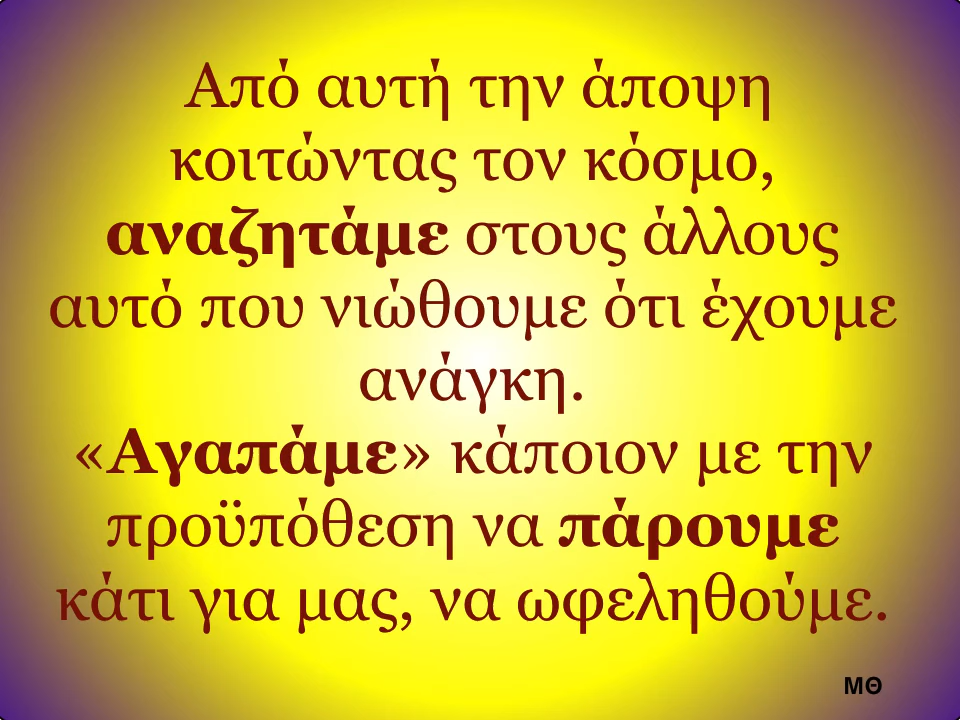 Από αυτή την άποψη
κοιτώντας τον κόσμο,
αναζητάμε στους άλλους
αυτό που νιώθουμε ότι έχουμε
ανάγκη.
«Αγαπάμε» κάποιον με την
προϋπόθεση να πάρουμε
κάτι για μας, να ωφεληθούμε.
ΜΘ